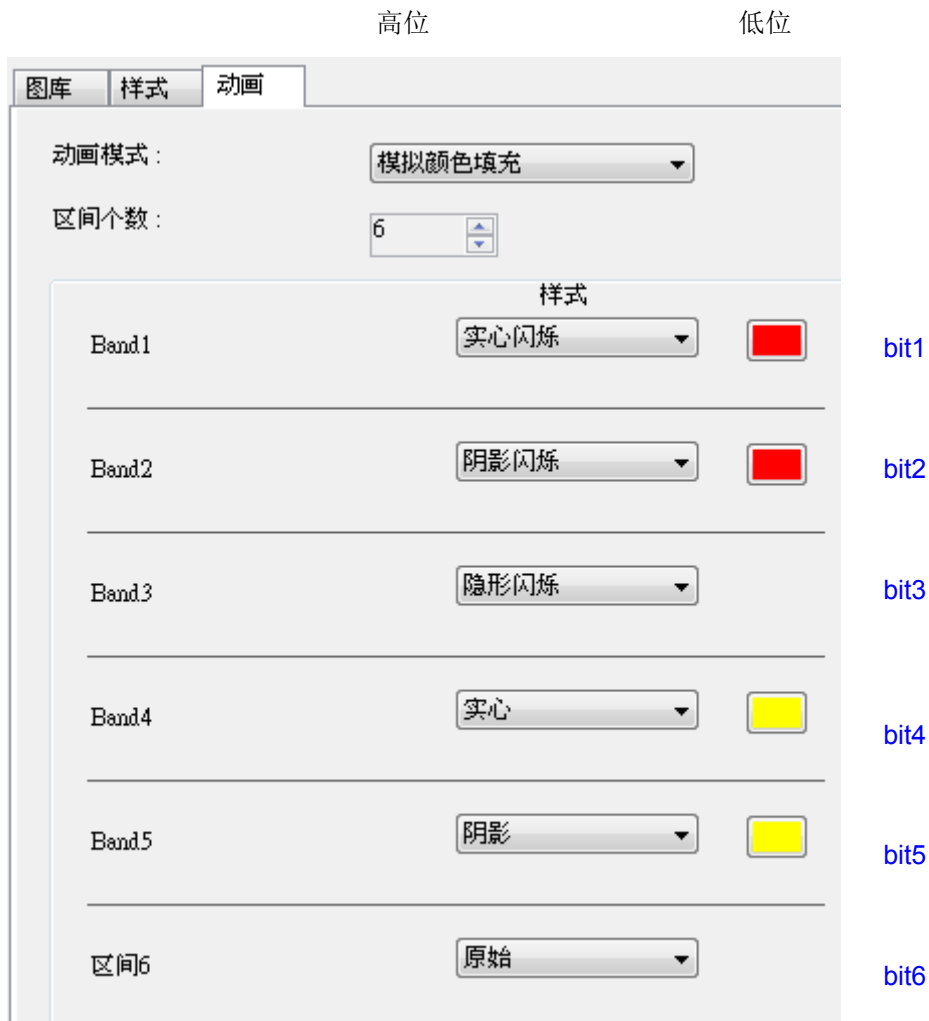 高位 低位
图库 样式 动画
动画模式 : 模拟颜色填充
区间个数 : 6
样式
Band1 实心闪烁 bit1
Band2 阴影闪烁 bit2
Band3 隐形闪烁 bit3
Band4 实心 bit4
Band5 阴影 bit5
区间6 原始 bit6